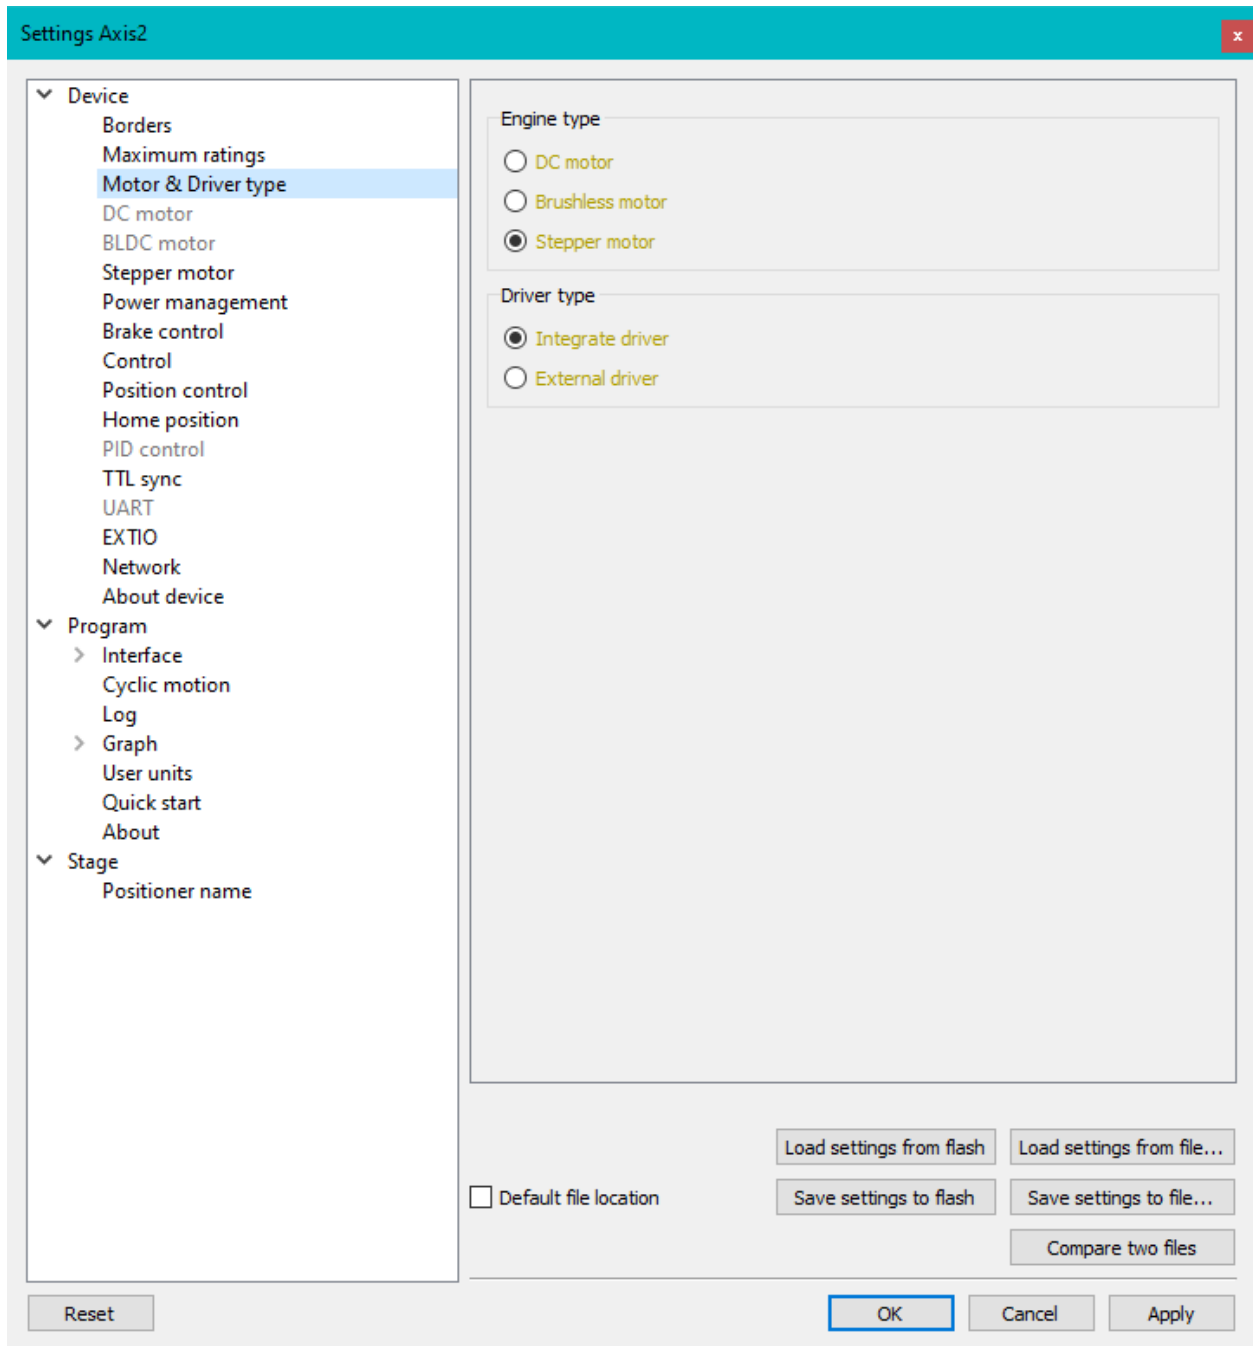 Settings Axis2
x
Device
Borders
Maximum ratings
Motor & Driver type
DC motor
BLDC motor
Stepper motor
Power management
Brake control
Control
Position control
Home position
PID control
TTL sync
UART
EXTIO
Network
About device
Program
Interface
Cyclic motion
Log
Graph
User units
Quick start
About
Stage
Positioner name
Engine type
DC motor
Brushless motor
Stepper motor
Driver type
Integrate driver
External driver
Load settings from flash
Load settings from file...
Default file location
Save settings to flash
Save settings to file...
Compare two files
Reset
OK
Cancel
Apply